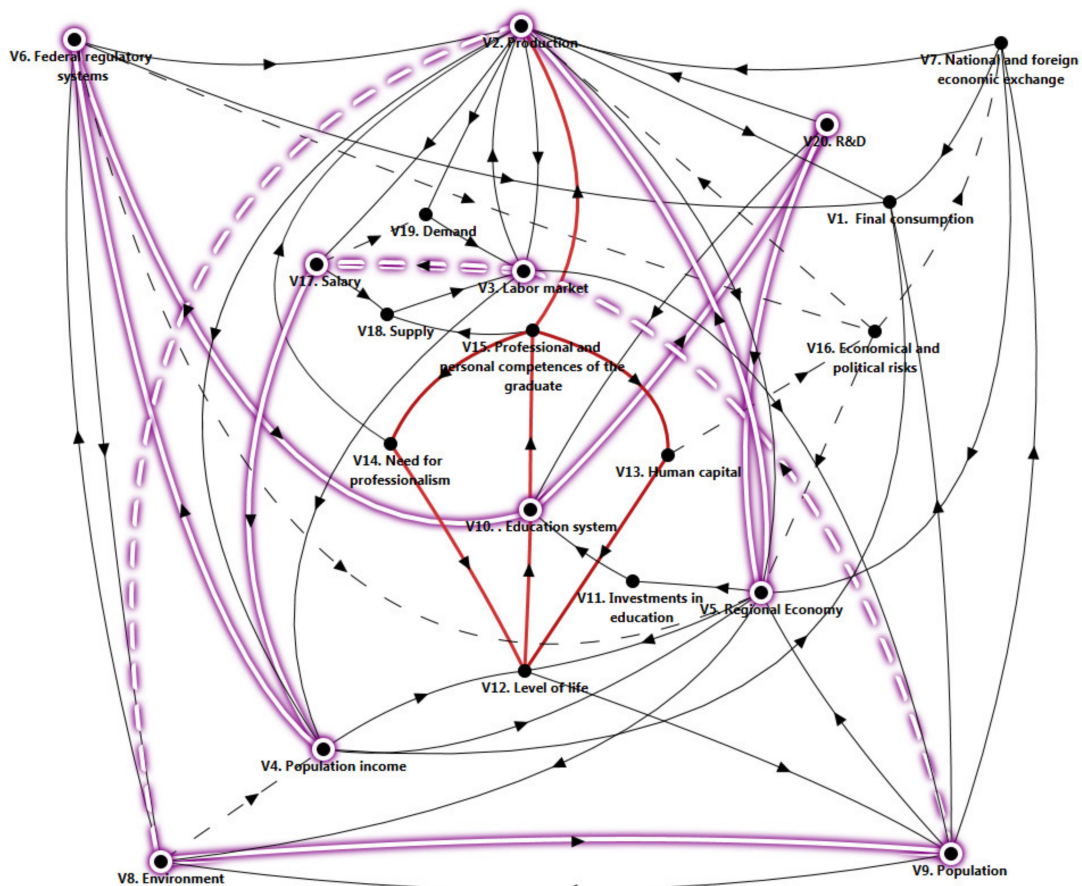 V2. Production
V6. Federal regulatory
systems
V7. National and foreign
economic exchange
V20. R&D
V1.  Final consumption
V19. Demand
V17. Salary
V3. Labor market
V18. Supply
V15. Professional and
personal competences of the
graduate
V16. Economical and
political risks
V14. Need for
professionalism
V13. Human capital
V10. . Education system
V11. Investments in
education
V5. Regional Economy
V12. Level of life
V4. Population income
V8. Environment
V9. Population